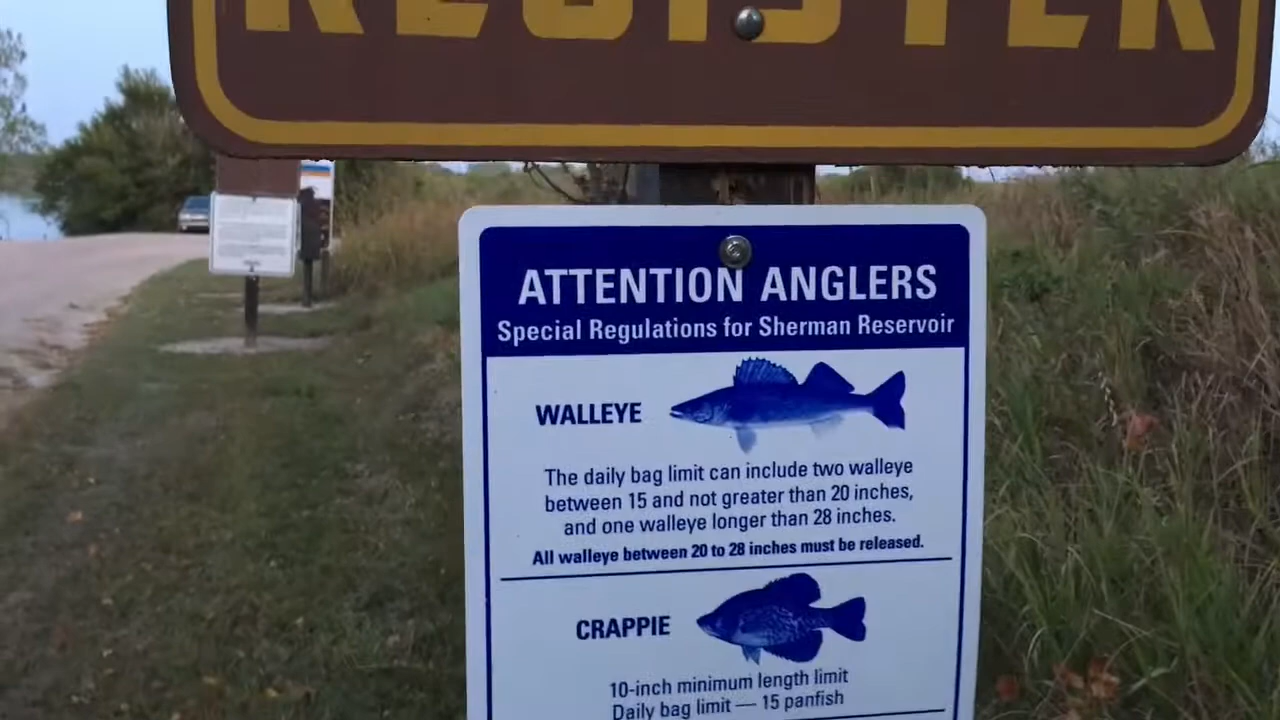 REGISTER
ATTENTION ANGLERS
Special Regulations for Sherman Reservoir
WALLEYE
The daily bag limit can include two walleye
between 15 and not greater than 20 inches,
and one walleye longer than 28 inches.
All walleye between 20 to 28 inches must be released.
CRAPPIE
10-inch minimum length limit
Daily bag limit — 15 panfish